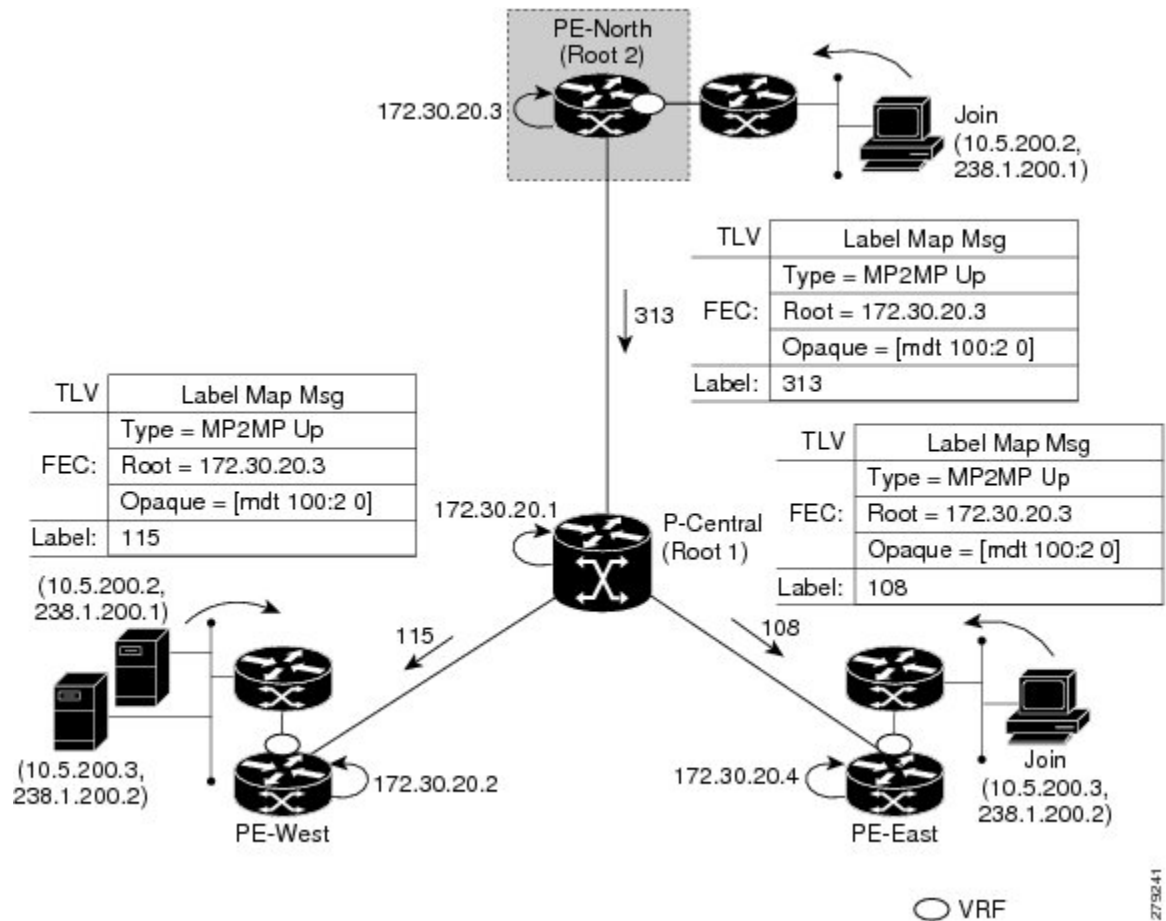 PE-North
(Root 2)
172.30.20.3
Join
(10.5.200.2,
238.1.200.1)
TLV
Label Map Msg
Type = MP2MP Up
FEC:
Root = 172.30.20.3
Opaque = [mdt 100:2 0]
Label:
313
313
TLV
Label Map Msg
Type = MP2MP Up
FEC:
Root = 172.30.20.3
Opaque = [mdt 100:2 0]
Label:
115
TLV
Label Map Msg
Type = MP2MP Up
FEC:
Root = 172.30.20.3
Opaque = [mdt 100:2 0]
Label:
108
172.30.20.1
P-Central
(Root 1)
(10.5.200.2,
238.1.200.1)
115
108
(10.5.200.3,
238.1.200.2)
172.30.20.2
PE-West
172.30.20.4
PE-East
Join
(10.5.200.3,
238.1.200.2)
VRF
279241